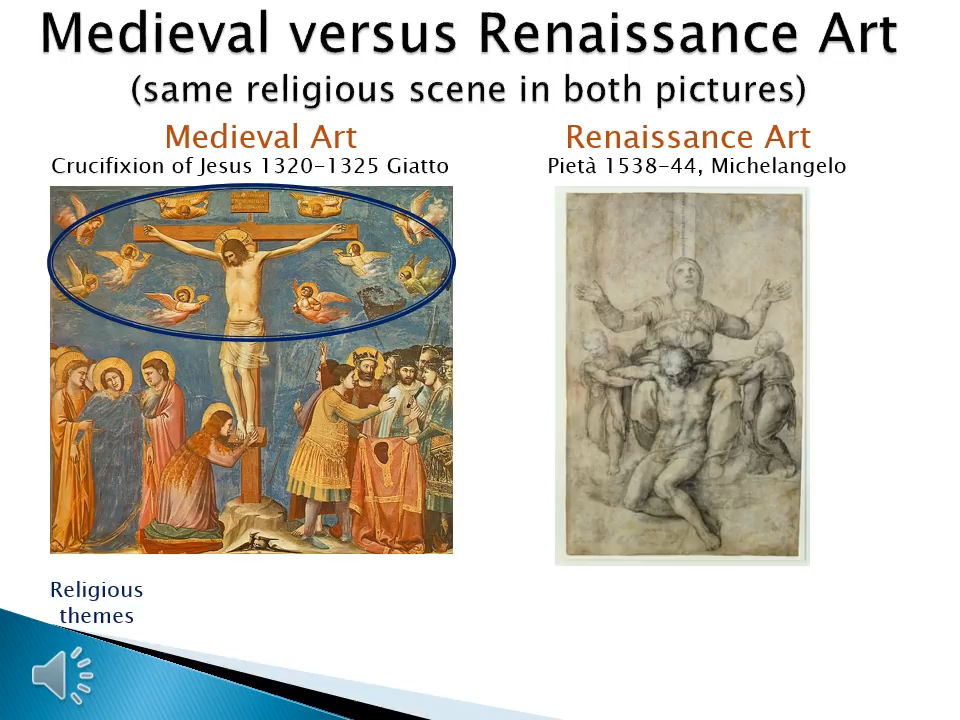 Medieval versus Renaissance Art
(same religious scene in both pictures)
Medieval Art
Crucifixion of Jesus 1320-1325 Giatto
Renaissance Art
Pietà 1538-44, Michelangelo
Religious
themes